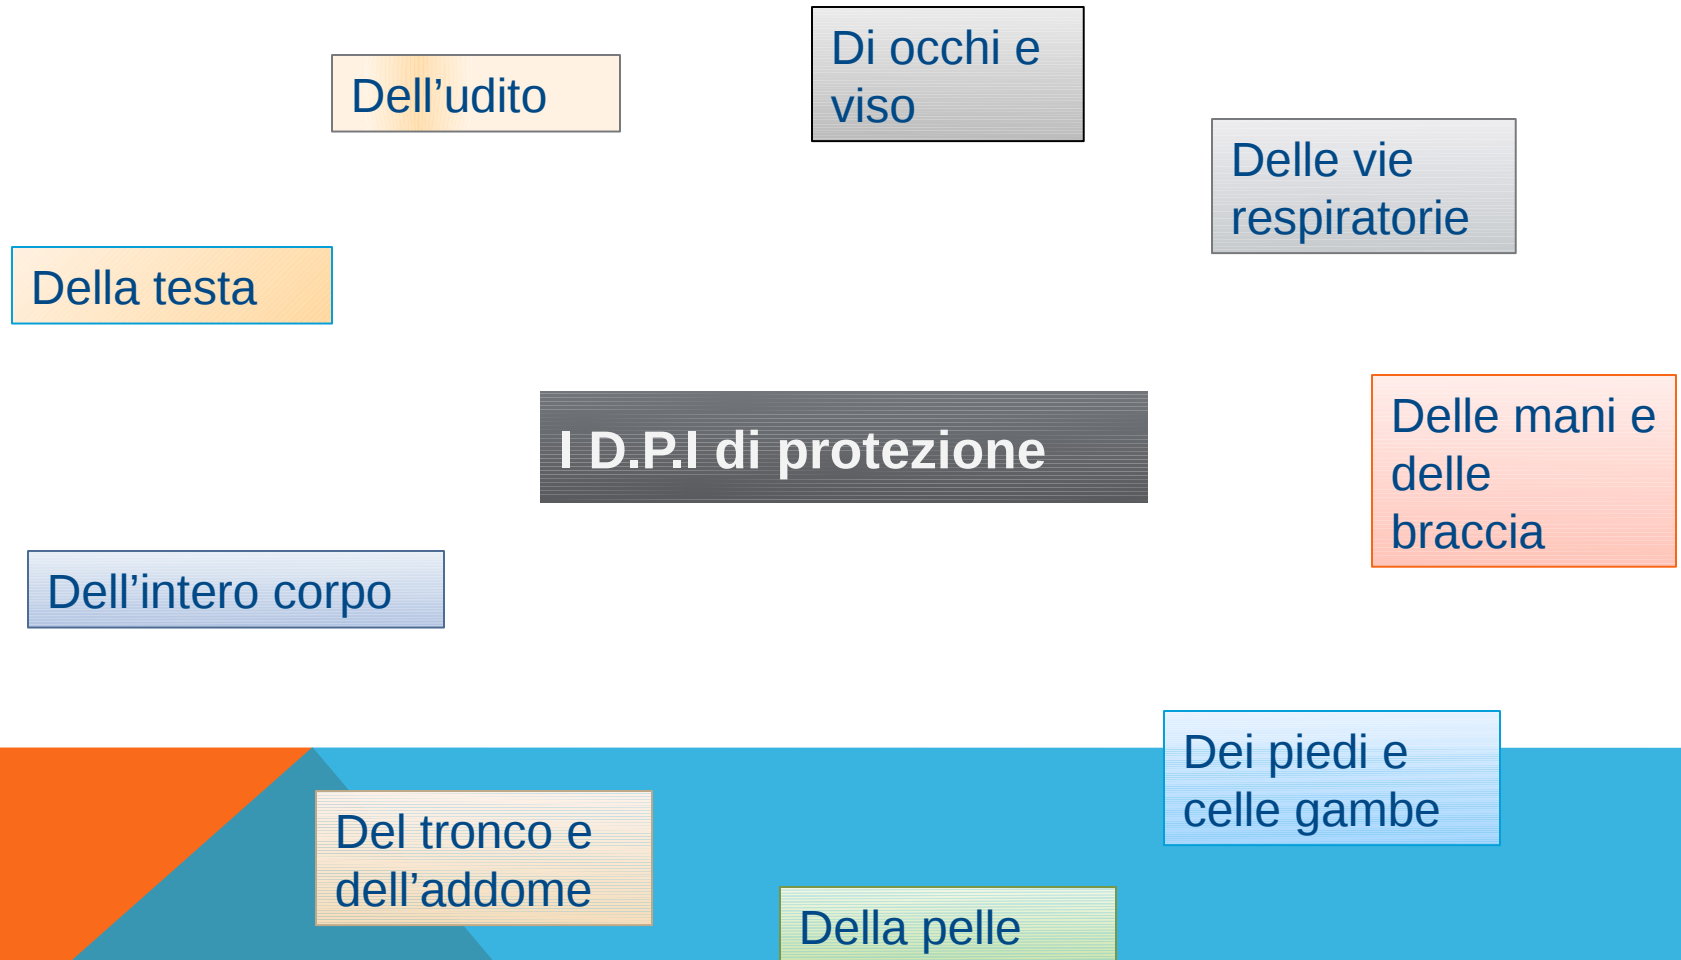 Di occhi e
viso
Dell’udito
Delle vie
respiratorie
Della testa
I D.P.I di protezione
Delle mani e
delle
braccia
Dell’intero corpo
Dei piedi e
celle gambe
Del tronco e
dell’addome
Della pelle